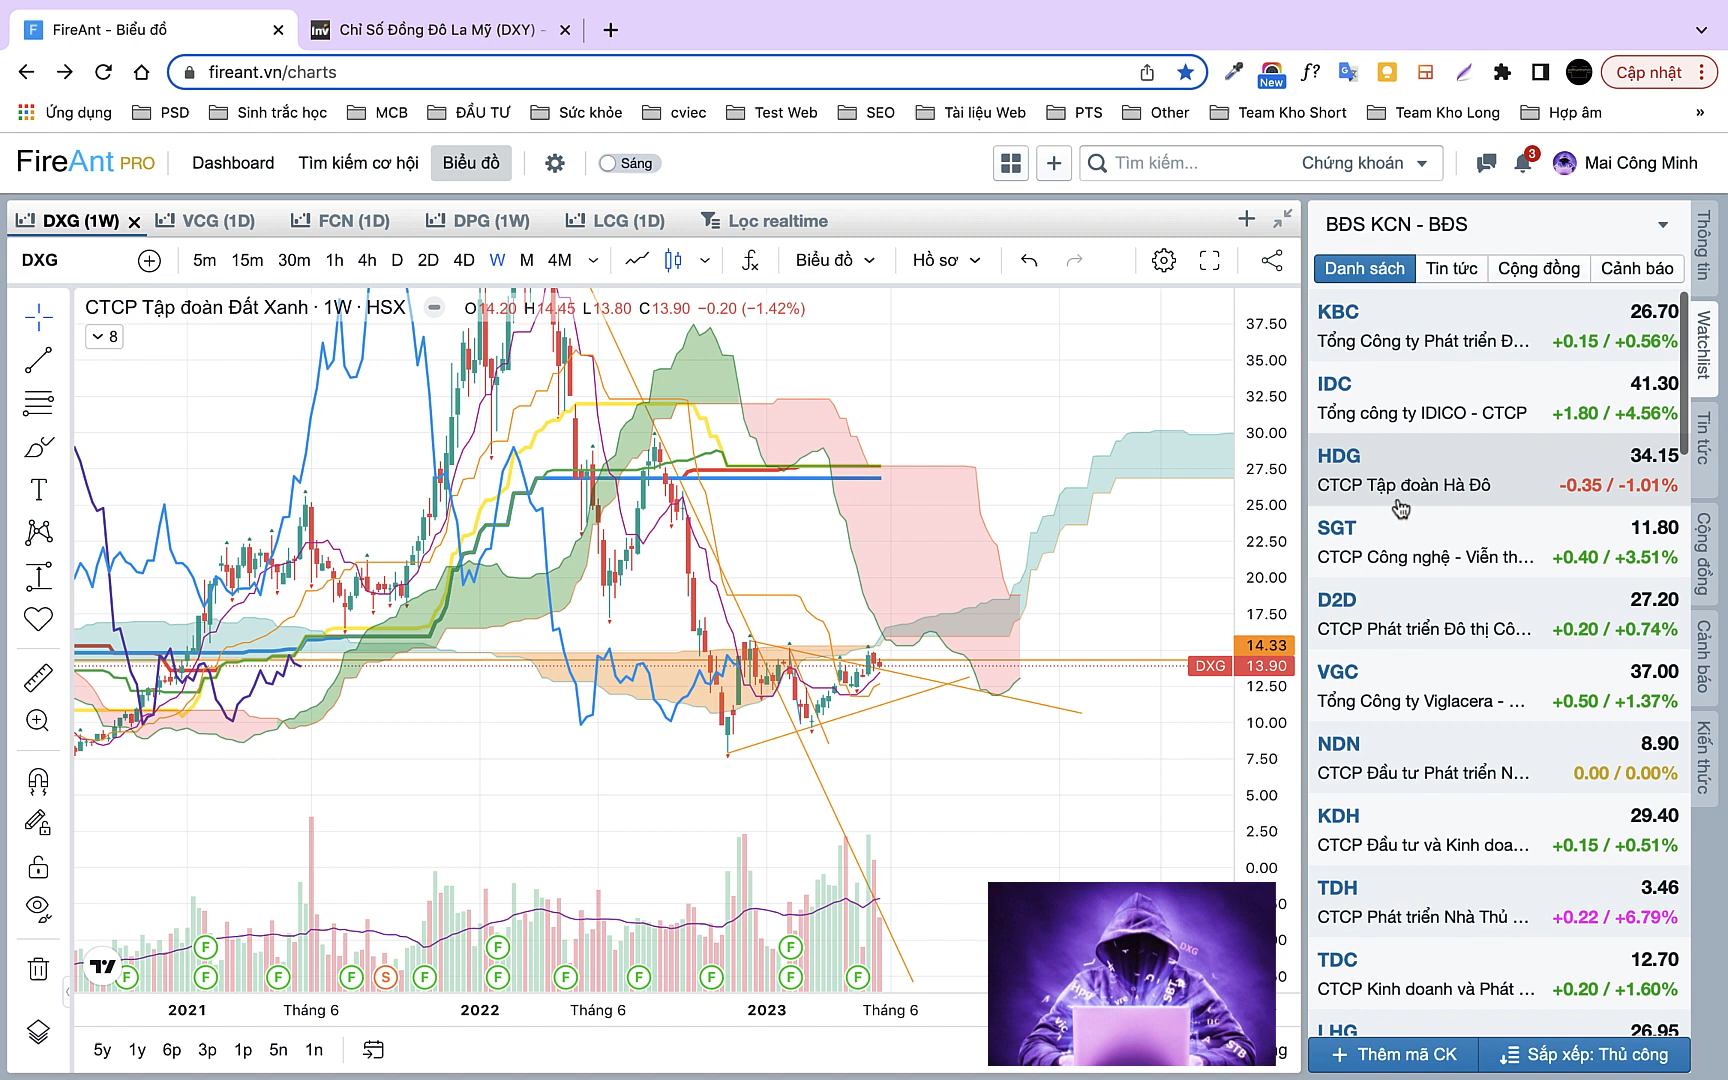 FireAnt - Biểu đồ
Chỉ Số Đồng Đô La Mỹ (DXY) -
fireant.vn/charts
New
f?
Cập nhật
Ứng dụng PSD Sinh trắc học MCB ĐẦU TƯ Sức khỏe cviec Test Web SEO Tài liệu Web PTS Other Team Kho Short Team Kho Long Hợp âm »
FireAnt PRO Dashboard Tìm kiếm cơ hội Biểu đồ Sáng Tìm kiếm... Chứng khoán 3 Mai Công Minh
DXG (1W) VCG (1D) FCN (1D) DPG (1W) LCG (1D) Lọc realtime
DXG 5m 15m 30m 1h 4h D 2D 4D W M 4M Biểu đồ Hồ sơ
CTCP Tập đoàn Đất Xanh · 1W · HSX O14.20 H14.45 L13.80 C13.90 −0.20 (−1.42%)
8
37.50
35.00
32.50
30.00
27.50
25.00
22.50
20.00
17.50
14.33
DXG 13.90
12.50
10.00
7.50
5.00
2.50
0.00
F F F
F F F F S F F F F F F F
2021 Tháng 6 2022 Tháng 6 2023 Tháng 6
5y 1y 6p 3p 1p 5n 1n
BĐS KCN - BĐS
Danh sách Tin tức Cộng đồng Cảnh báo
KBC 26.70
Tổng Công ty Phát triển Đ... +0.15 / +0.56%
IDC 41.30
Tổng công ty IDICO - CTCP +1.80 / +4.56%
HDG 34.15
CTCP Tập đoàn Hà Đô -0.35 / -1.01%
SGT 11.80
CTCP Công nghệ - Viễn th... +0.40 / +3.51%
D2D 27.20
CTCP Phát triển Đô thị Cô... +0.20 / +0.74%
VGC 37.00
Tổng Công ty Viglacera - ... +0.50 / +1.37%
NDN 8.90
CTCP Đầu tư Phát triển N... 0.00 / 0.00%
KDH 29.40
CTCP Đầu tư và Kinh doa... +0.15 / +0.51%
TDH 3.46
CTCP Phát triển Nhà Thủ ... +0.22 / +6.79%
TDC 12.70
CTCP Kinh doanh và Phát ... +0.20 / +1.60%
LHG 26.95
Thêm mã CK Sắp xếp: Thủ công
Thông tin
Watchlist
Tin tức
Cộng đồng
Cảnh báo
Kiến thức
DXG
Hpg
SBT
vic
STB